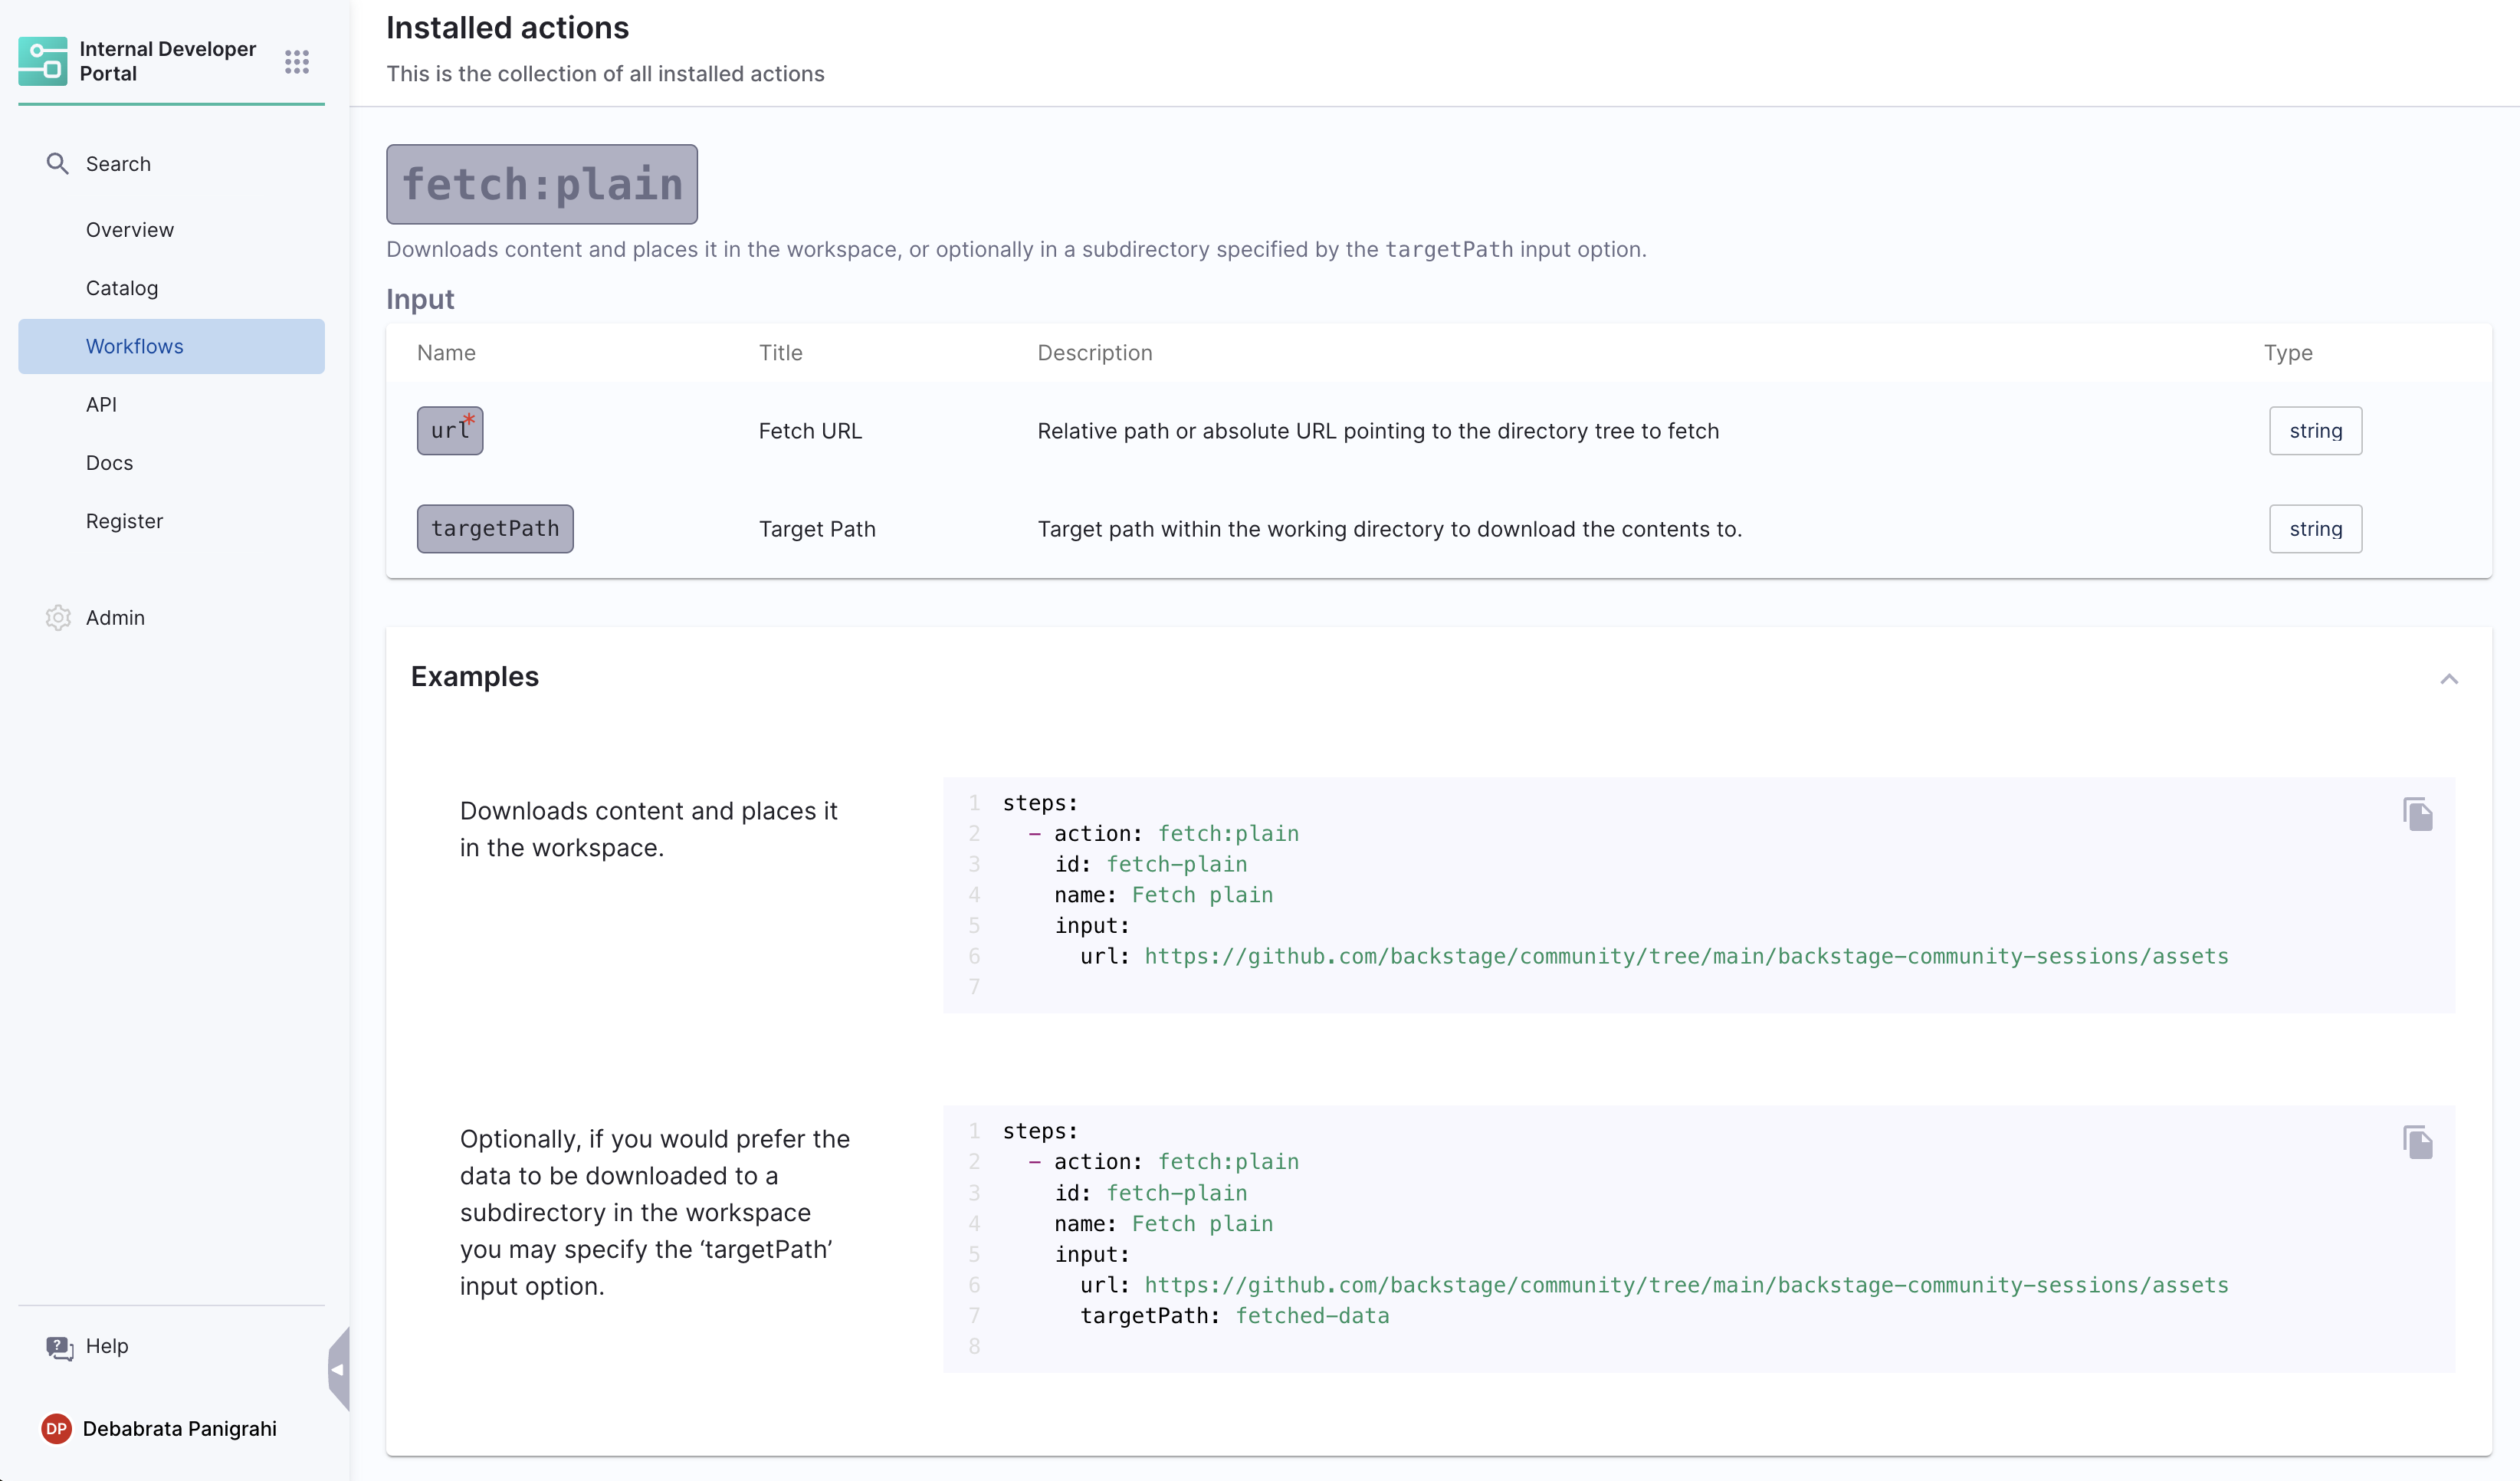 Internal Developer
Portal
Search
Overview
Catalog
Workflows
API
Docs
Register
Admin
Help
DP Debabrata Panigrahi
Installed actions
This is the collection of all installed actions
fetch:plain
Downloads content and places it in the workspace, or optionally in a subdirectory specified by the targetPath input option.
Input
Name Title Description Type
url* Fetch URL Relative path or absolute URL pointing to the directory tree to fetch string
targetPath Target Path Target path within the working directory to download the contents to. string
Examples
Downloads content and places it
in the workspace.
1 steps:
2   - action: fetch:plain
3     id: fetch-plain
4     name: Fetch plain
5     input:
6       url: https://github.com/backstage/community/tree/main/backstage-community-sessions/assets
7
Optionally, if you would prefer the
data to be downloaded to a
subdirectory in the workspace
you may specify the ‘targetPath’
input option.
1 steps:
2   - action: fetch:plain
3     id: fetch-plain
4     name: Fetch plain
5     input:
6       url: https://github.com/backstage/community/tree/main/backstage-community-sessions/assets
7       targetPath: fetched-data
8